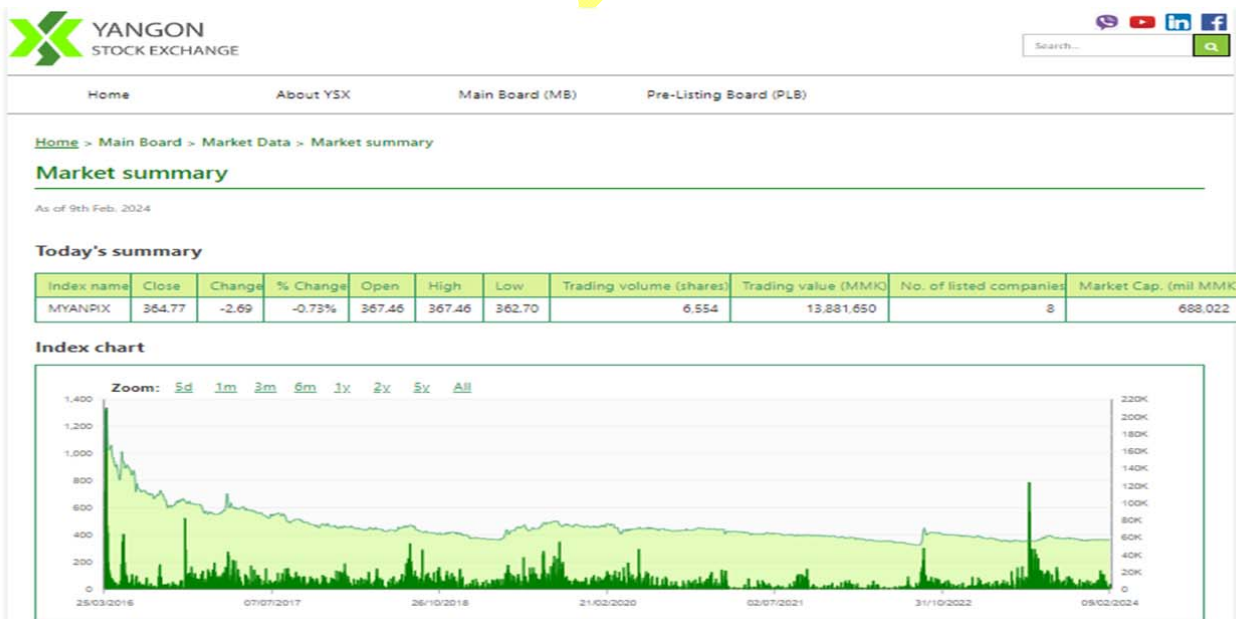 YANGON
STOCK EXCHANGE
Search...
Home About YSX Main Board (MB) Pre-Listing Board (PLB)
Home > Main Board > Market Data > Market summary
Market summary
As of 9th Feb. 2024
Today's summary
Index name Close Change % Change Open High Low Trading volume (shares) Trading value (MMK) No. of listed companies Market Cap. (mil MMK
MYANPIX 364.77 -2.69 -0.73% 367.46 367.46 362.70 6,554 13,881,650 8 688,022
Index chart
Zoom: 5d 1m 3m 6m 1y 2y 5y All
1,400 220K
200K
1,200 180K
1,000 160K
140K
800 120K
600 100K
80K
400 60K
40K
200 20K
0 0
25/03/2016 07/07/2017 26/10/2018 21/02/2020 02/07/2021 31/10/2022 09/02/2024